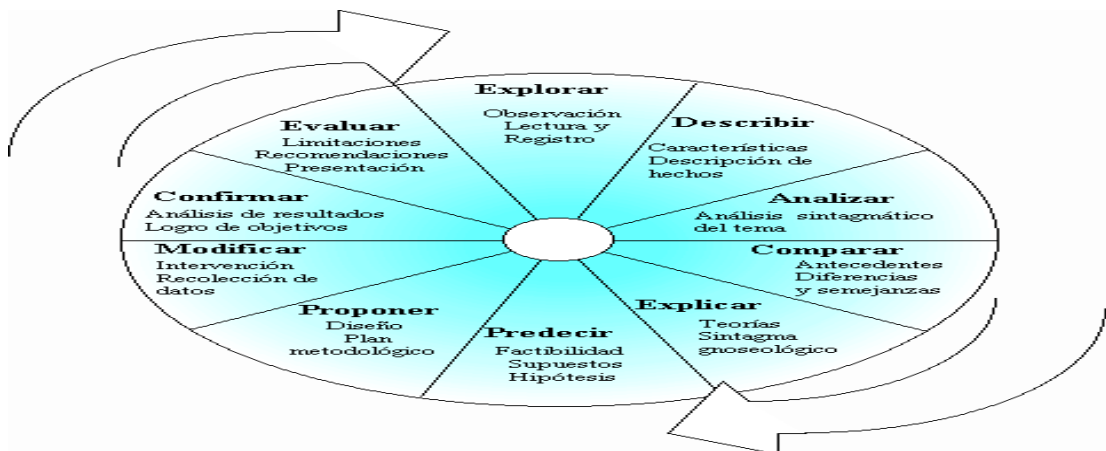 Explorar
Observación
Lectura y
Registro
Describir
Características
Descripción de
hechos
Analizar
Análisis sintagmático
del tema
Comparar
Antecedentes
Diferencias
y semejanzas
Explicar
Teorías
Sintagma
gnoseológico
Predecir
Factibilidad
Supuestos
Hipótesis
Proponer
Diseño
Plan
metodológico
Modificar
Intervención
Recolección de
datos
Confirmar
Análisis de resultados
Logro de objetivos
Evaluar
Limitaciones
Recomendaciones
Presentación